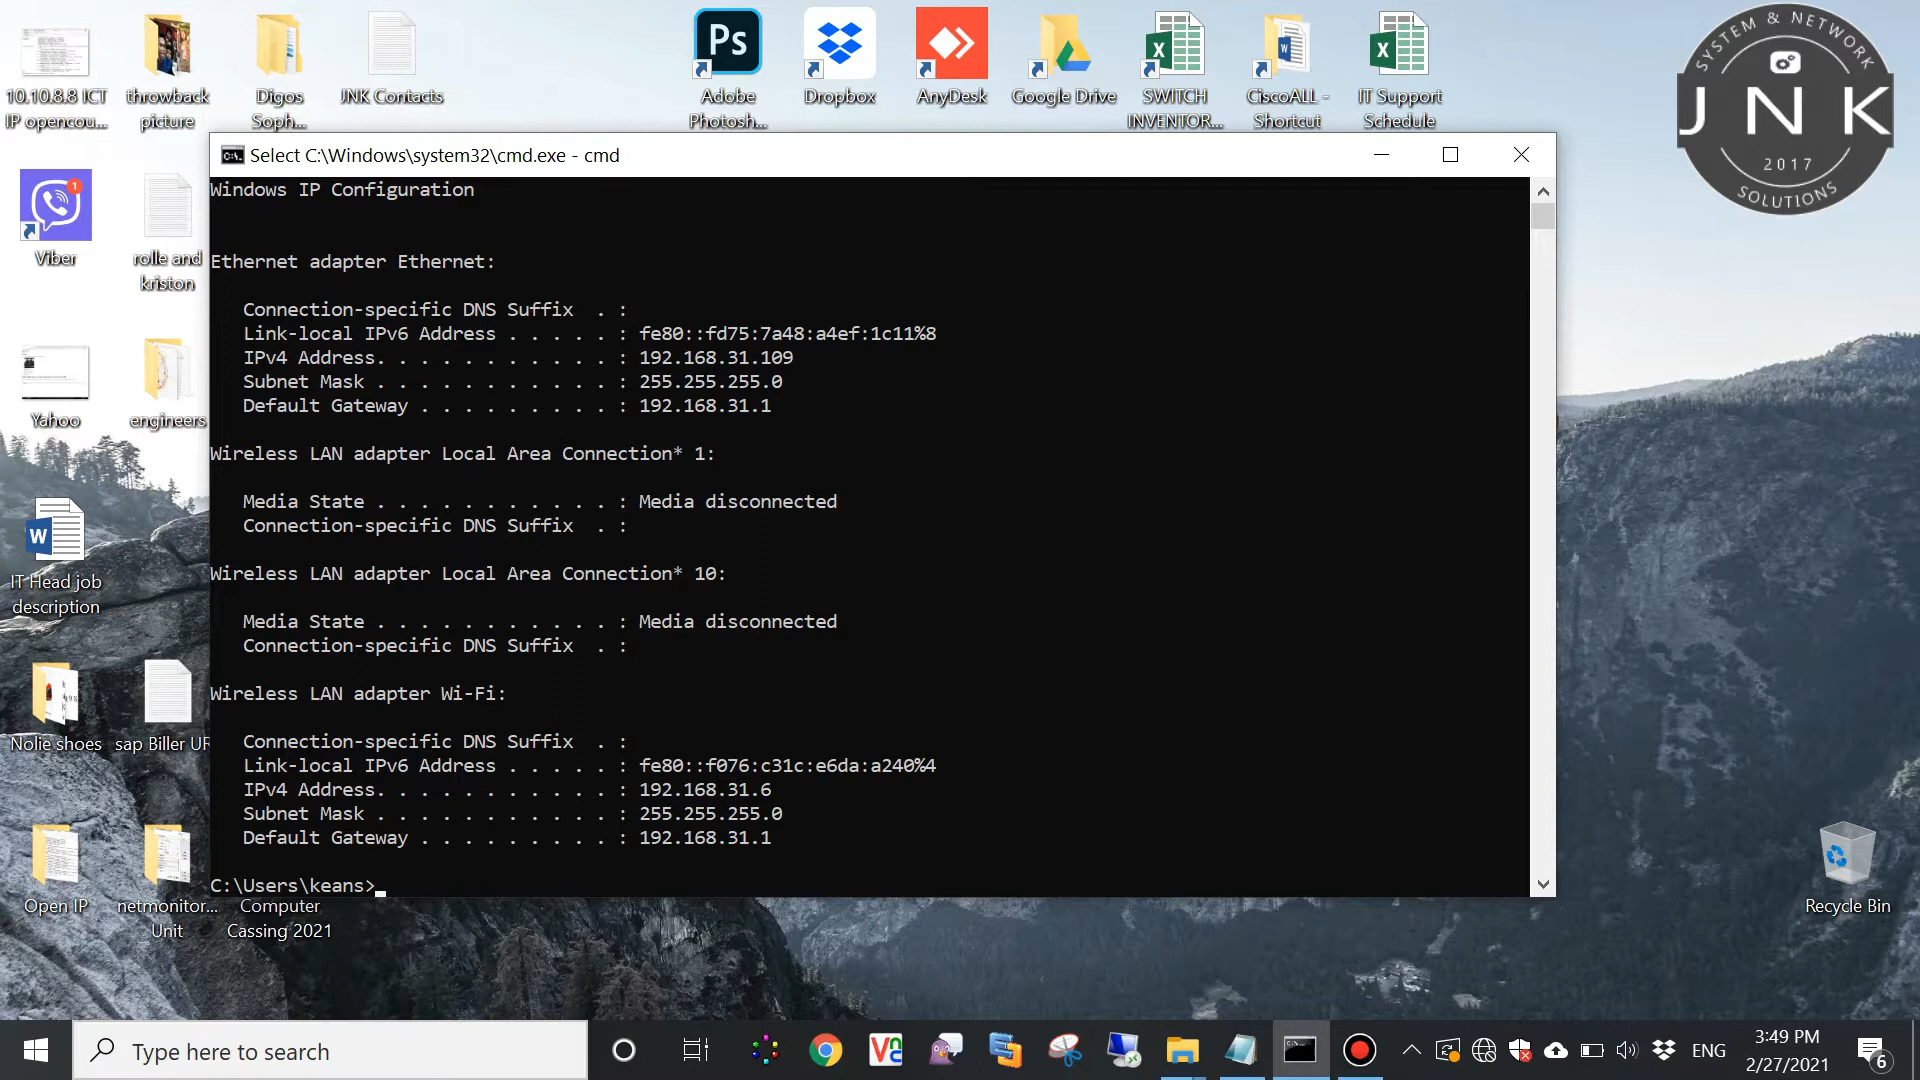 10.10.8.8 ICT
IP opencou...
throwback
picture
Digos
Soph...
JNK Contacts
Ps
Adobe
Photosh...
Dropbox
AnyDesk
Google Drive
SWITCH
INVENTOR...
CiscoALL -
Shortcut
IT Support
Schedule
SYSTEM & NETWORK
JNK
2017
SOLUTIONS
Select C:\Windows\system32\cmd.exe - cmd
Windows IP Configuration
Ethernet adapter Ethernet:
Connection-specific DNS Suffix  . :
Link-local IPv6 Address . . . . . : fe80::fd75:7a48:a4ef:1c11%8
IPv4 Address. . . . . . . . . . . : 192.168.31.109
Subnet Mask . . . . . . . . . . . : 255.255.255.0
Default Gateway . . . . . . . . . : 192.168.31.1
Wireless LAN adapter Local Area Connection* 1:
Media State . . . . . . . . . . . : Media disconnected
Connection-specific DNS Suffix  . :
Wireless LAN adapter Local Area Connection* 10:
Media State . . . . . . . . . . . : Media disconnected
Connection-specific DNS Suffix  . :
Wireless LAN adapter Wi-Fi:
Connection-specific DNS Suffix  . :
Link-local IPv6 Address . . . . . : fe80::f076:c31c:e6da:a240%4
IPv4 Address. . . . . . . . . . . : 192.168.31.6
Subnet Mask . . . . . . . . . . . : 255.255.255.0
Default Gateway . . . . . . . . . : 192.168.31.1
C:\Users\keans>
1
Viber
rolle and
kriston
Yahoo
engineers
IT Head job
description
Nolie shoes
sap Biller UR
Open IP
netmonitor...
Unit
Computer
Cassing 2021
Recycle Bin
Type here to search
ENG
3:49 PM
2/27/2021
6